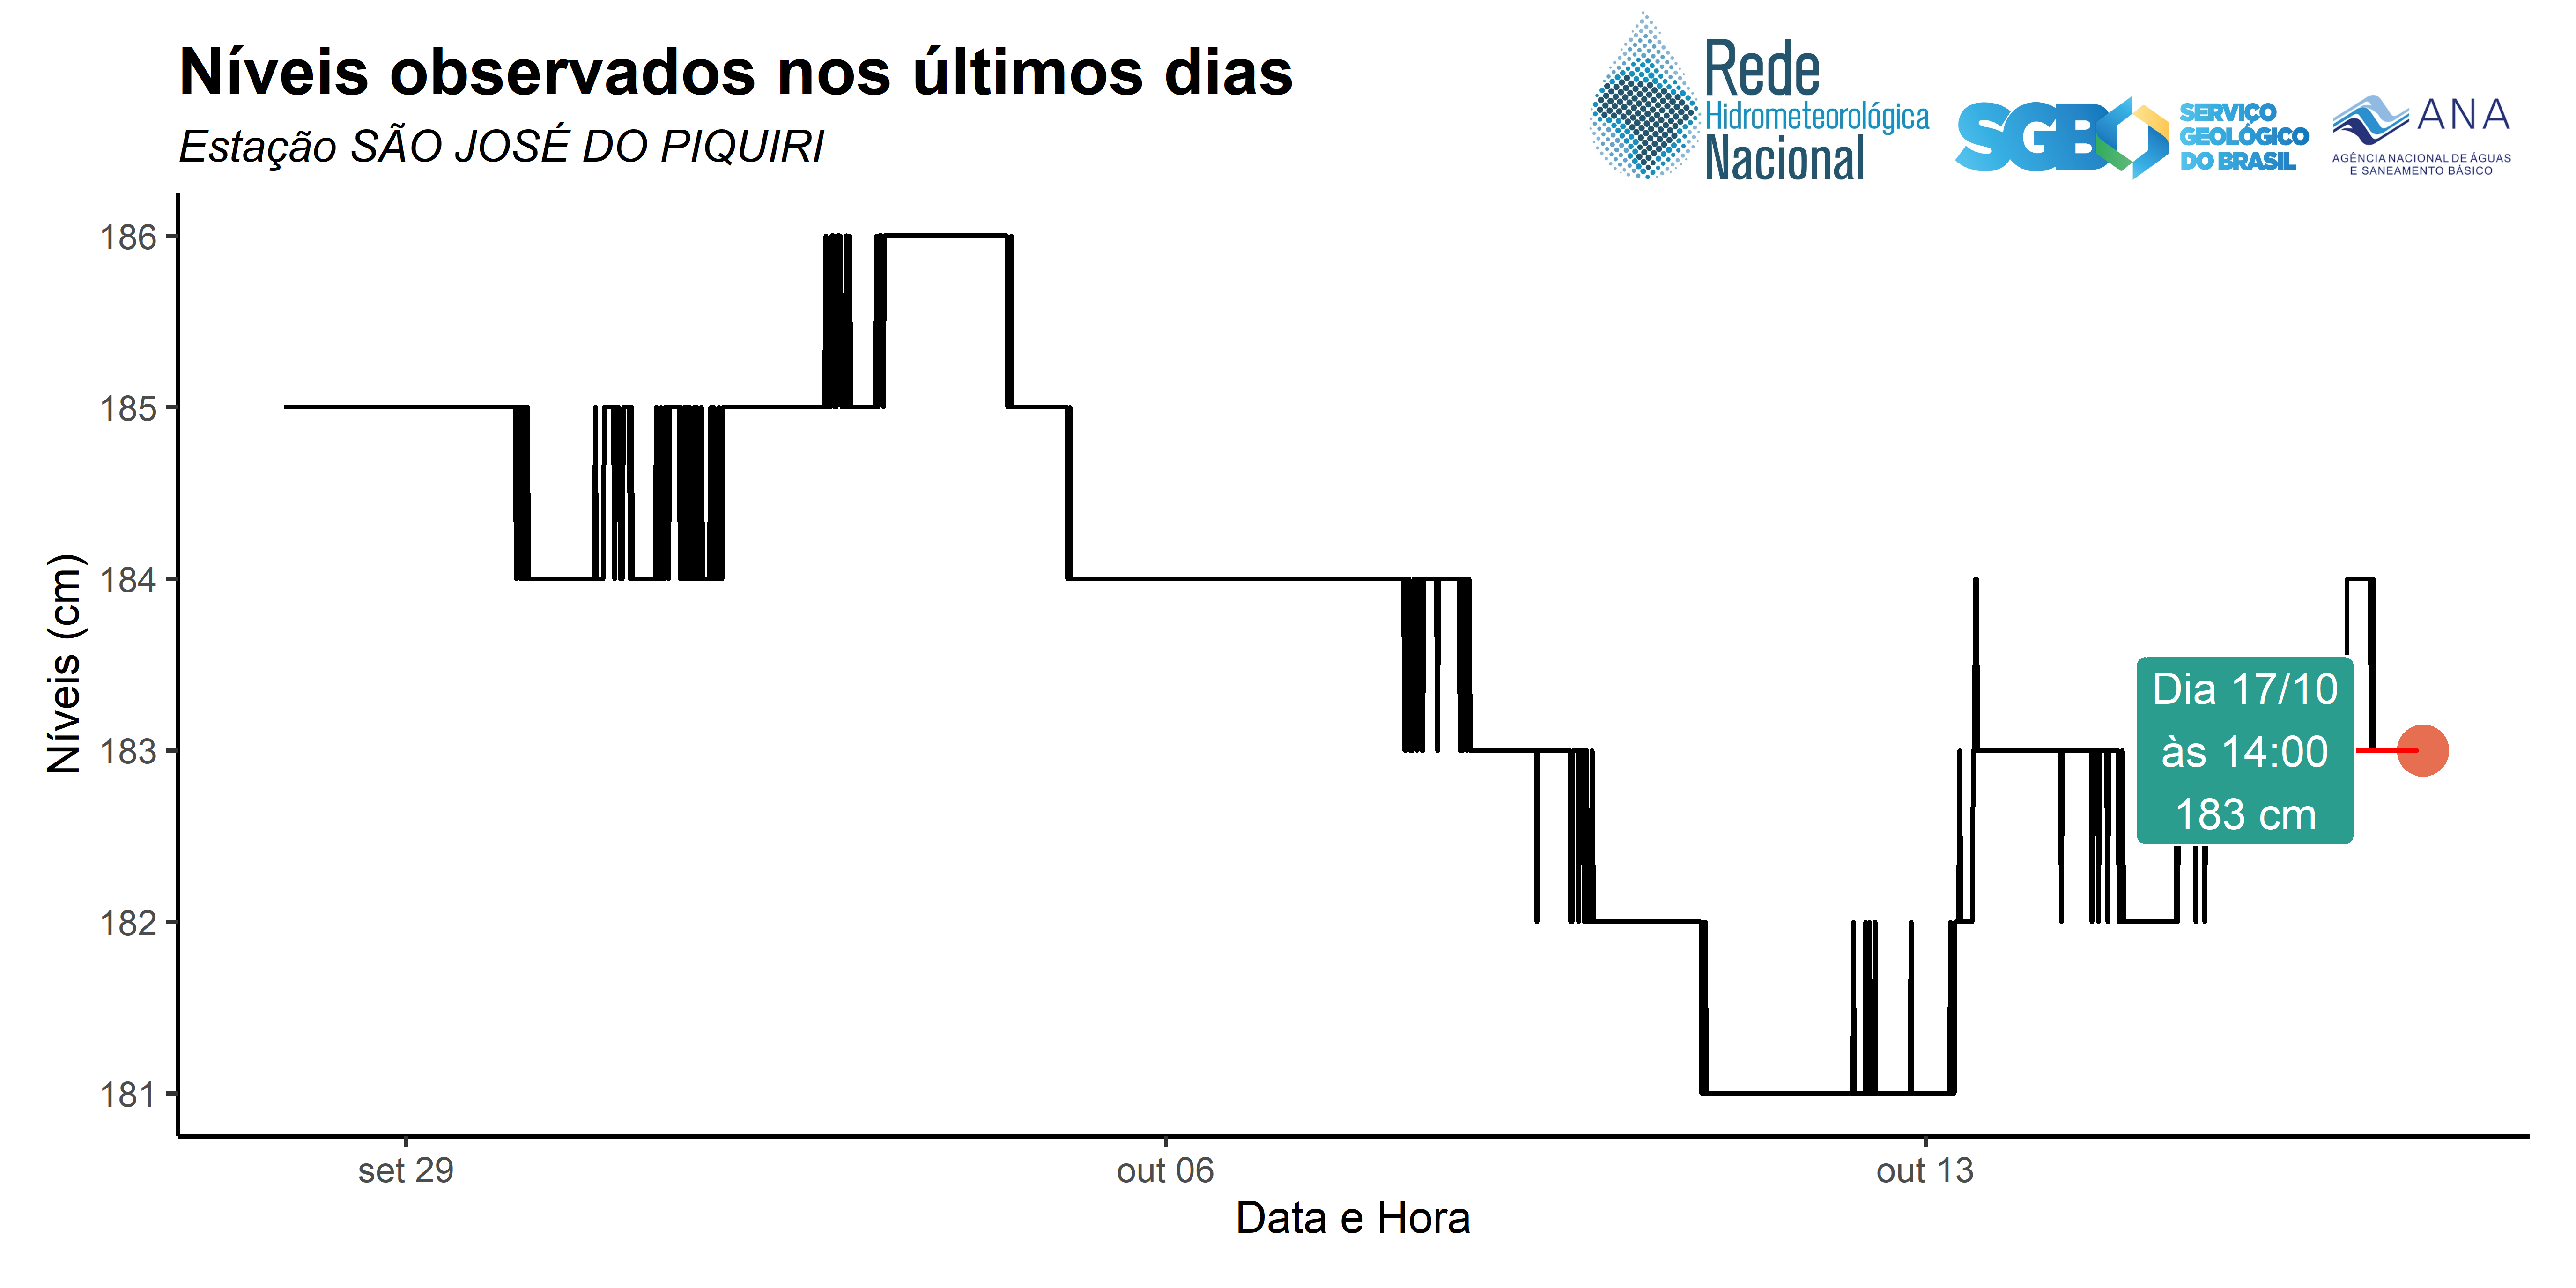 Níveis observados nos últimos dias
Estação SÃO JOSÉ DO PIQUIRI
Rede
Hidrometeorológica
Nacional
SGB
SERVIÇO
GEOLÓGICO
DO BRASIL
ANA
AGÊNCIA NACIONAL DE ÁGUAS
E SANEAMENTO BÁSICO
186
185
184
183
182
181
Níveis (cm)
Dia 17/10
às 14:00
183 cm
set 29
out 06
out 13
Data e Hora